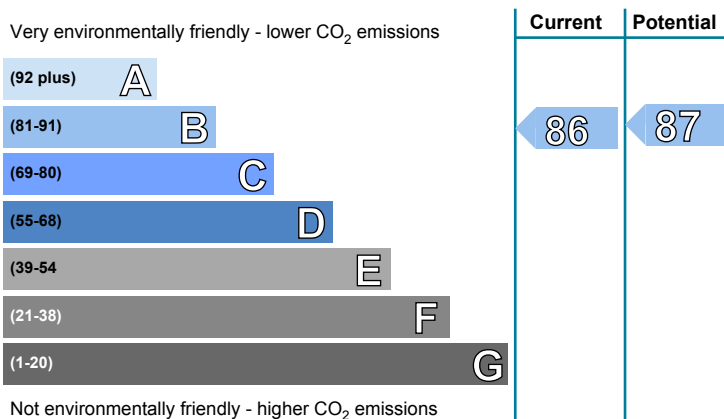 Current Potential
Very environmentally friendly - lower CO2 emissions
(92 plus) A
(81-91) B 86 87
(69-80) C
(55-68) D
(39-54 E
(21-38) F
(1-20) G
Not environmentally friendly - higher CO2 emissions